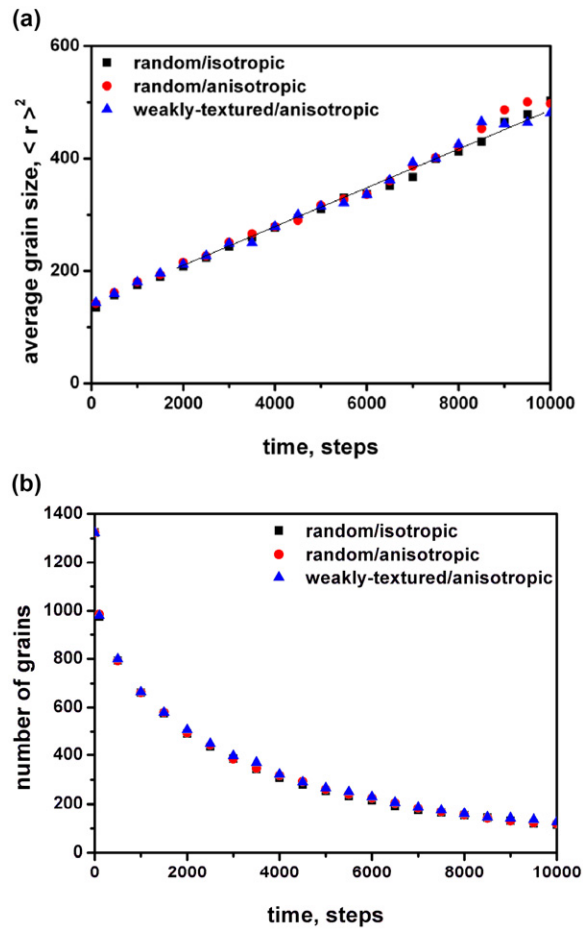 (a)
600
random/isotropic
random/anisotropic
weakly-textured/anisotropic
400
200
0
average grain size, < r >²
0 2000 4000 6000 8000 10000
time, steps
(b)
1400
random/isotropic
1200
random/anisotropic
weakly-textured/anisotropic
1000
800
600
400
200
0
number of grains
0 2000 4000 6000 8000 10000
time, steps